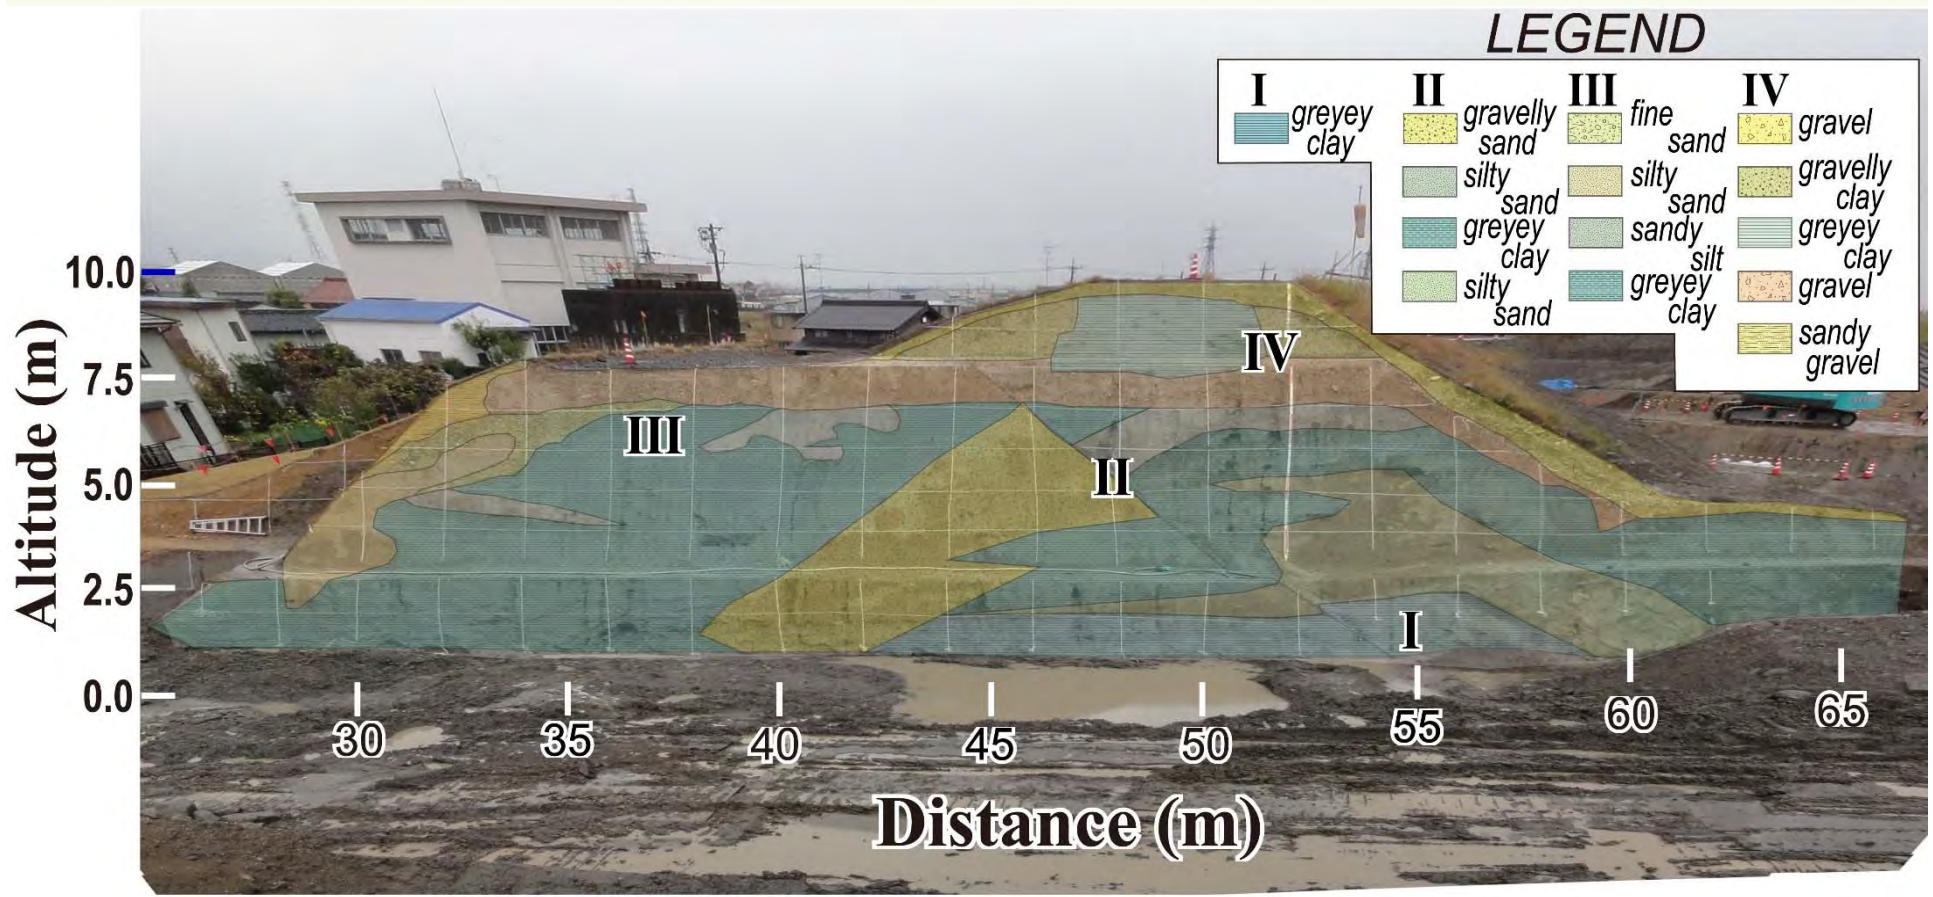 LEGEND
I
greyey
clay
II
gravelly
sand
silty
sand
greyey
clay
silty
sand
III
fine
sand
silty
sand
sandy
silt
greyey
clay
IV
gravel
gravelly
clay
greyey
clay
gravel
sandy
gravel
Altitude (m)
10.0
7.5
5.0
2.5
0.0
IV
III
II
I
30
35
40
45
50
55
60
65
Distance (m)